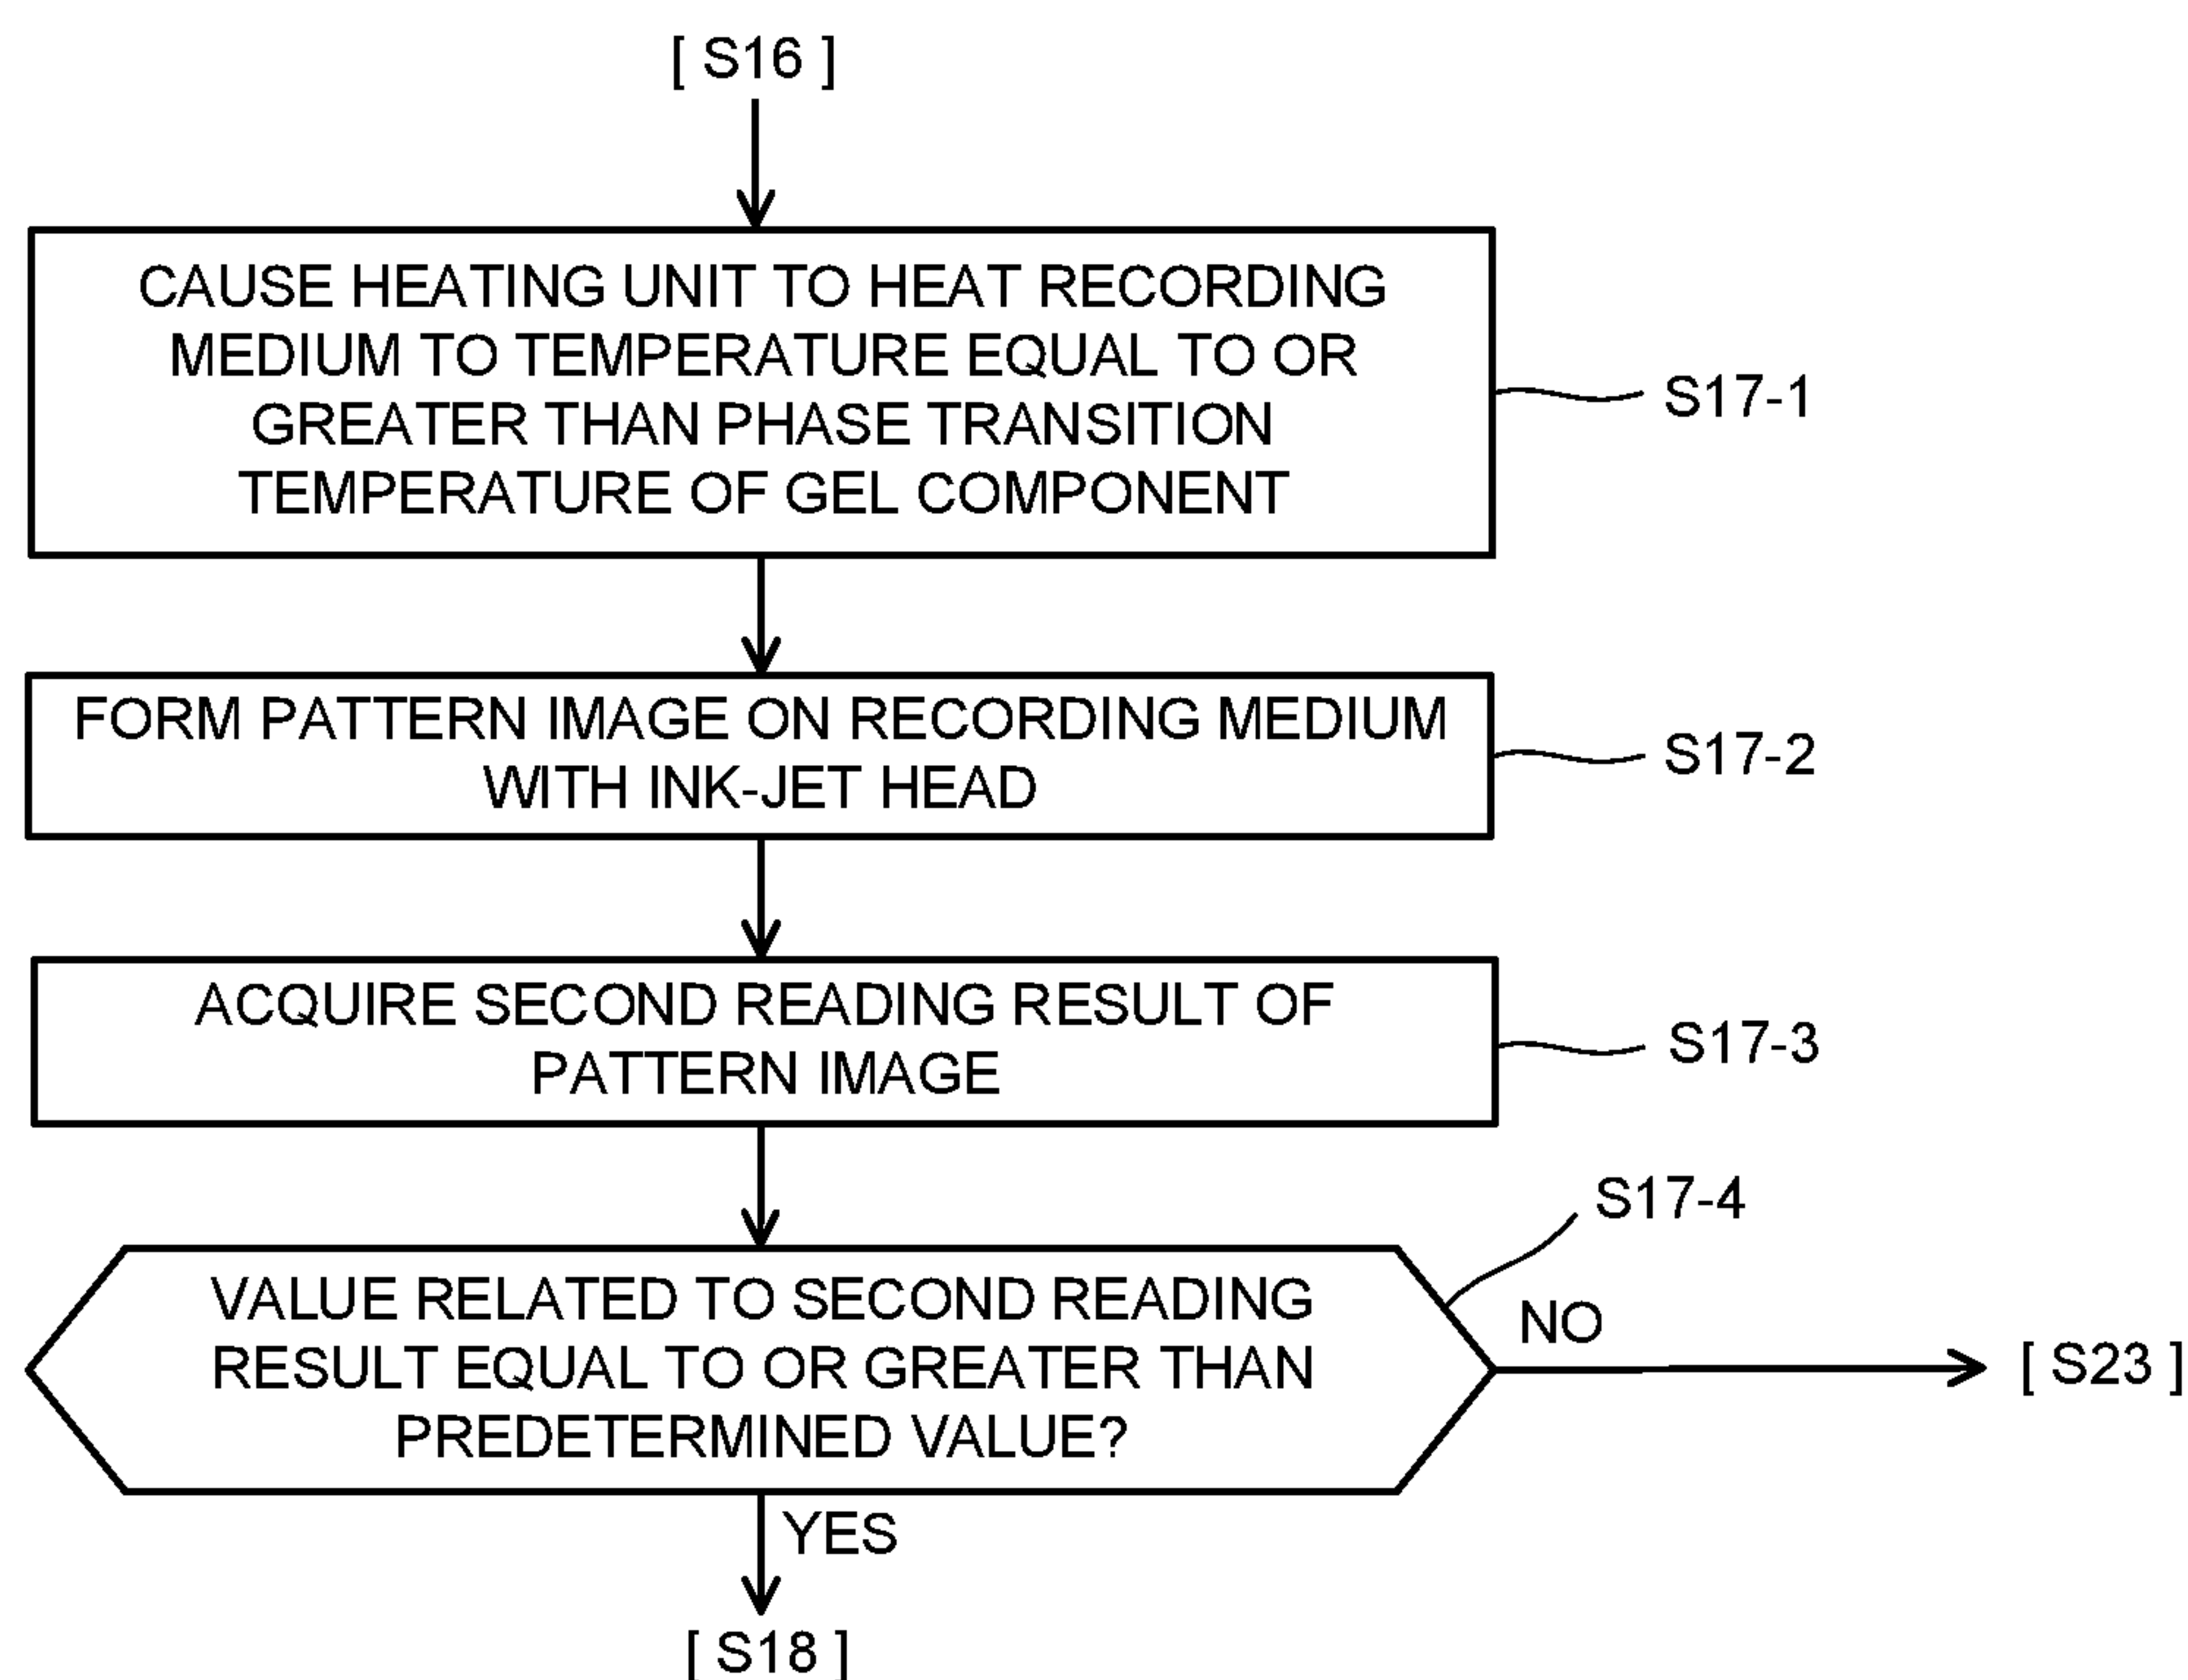 [ S16 ]
CAUSE HEATING UNIT TO HEAT RECORDING
MEDIUM TO TEMPERATURE EQUAL TO OR
GREATER THAN PHASE TRANSITION
TEMPERATURE OF GEL COMPONENT
S17-1
FORM PATTERN IMAGE ON RECORDING MEDIUM
WITH INK-JET HEAD
S17-2
ACQUIRE SECOND READING RESULT OF
PATTERN IMAGE
S17-3
S17-4
VALUE RELATED TO SECOND READING
RESULT EQUAL TO OR GREATER THAN
PREDETERMINED VALUE?
NO
[ S23 ]
YES
[ S18 ]